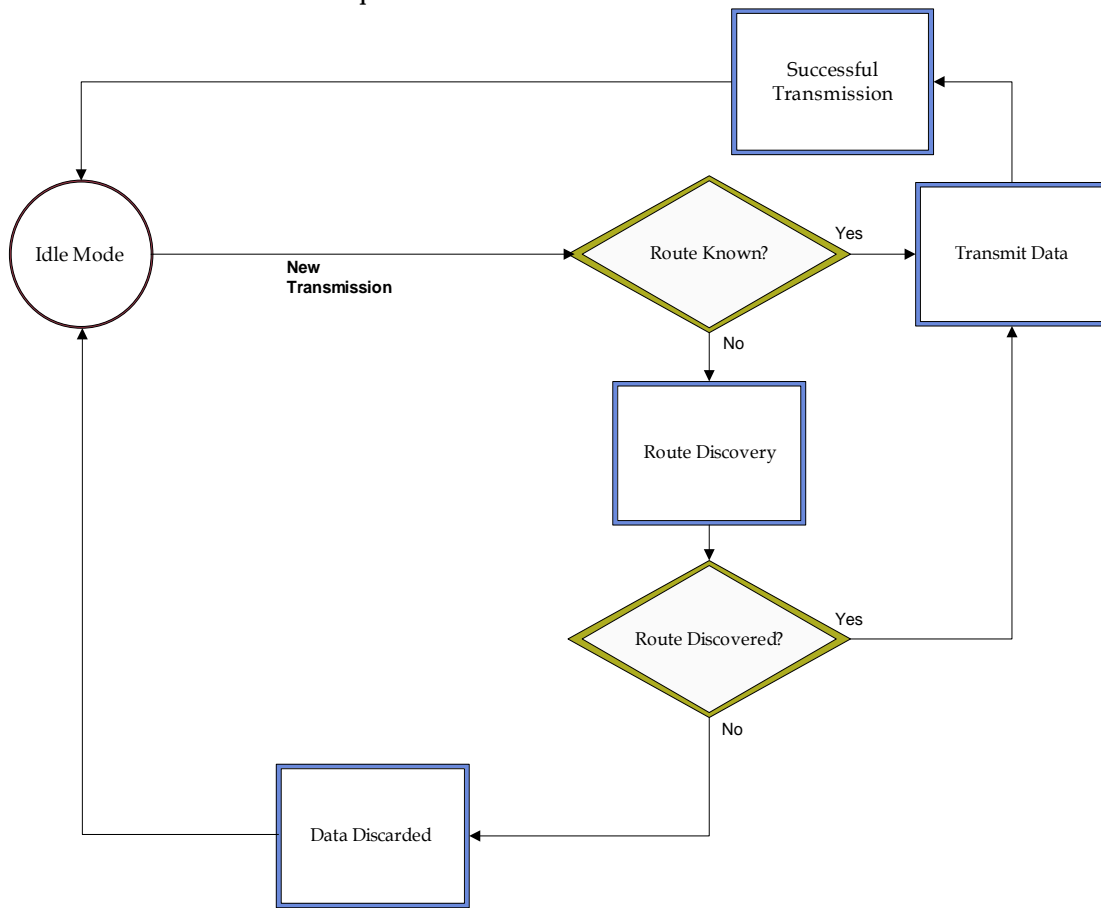 Successful
Transmission
Idle Mode
New
Transmission
Route Known?
Yes
Transmit Data
No
Route Discovery
Route Discovered?
Yes
No
Data Discarded